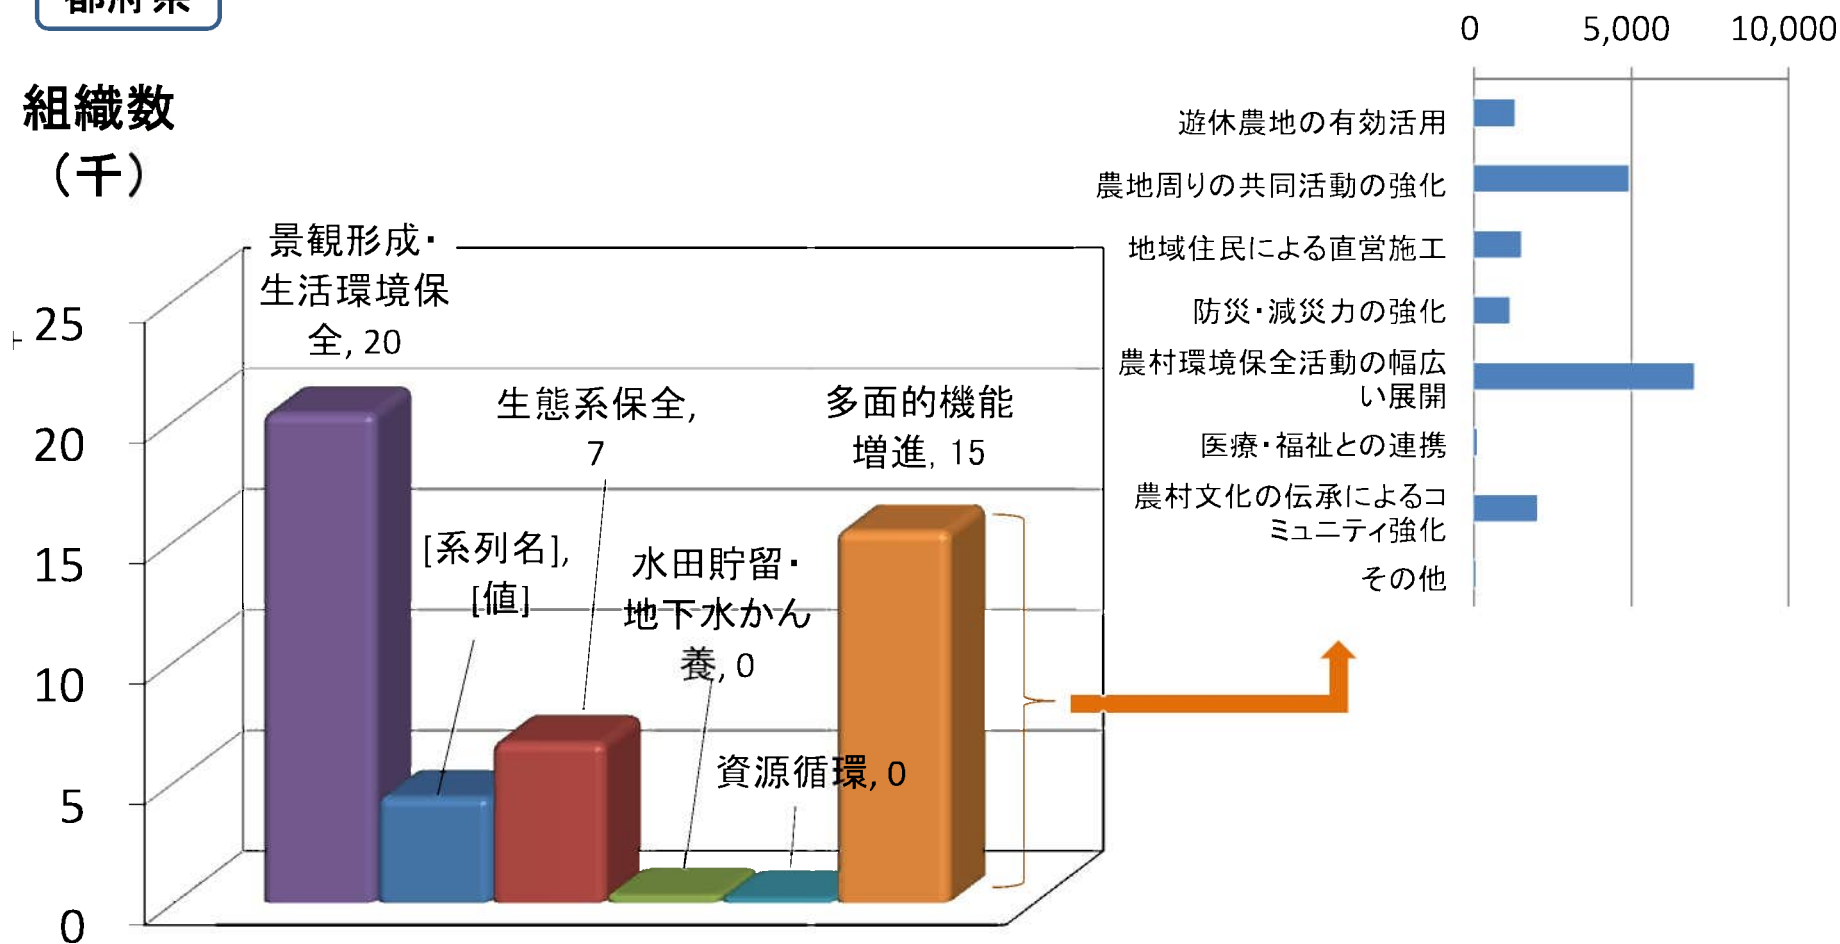 都府県
組織数
（千）
景観形成・
生活環境保
全, 20
生態系保全,
7
多面的機能
増進, 15
[系列名],
[値]
水田貯留・
地下水かん
養, 0
資源循環, 0
25
20
15
10
5
0
0 5,000 10,000
遊休農地の有効活用
農地周りの共同活動の強化
地域住民による直営施工
防災・減災力の強化
農村環境保全活動の幅広
い展開
医療・福祉との連携
農村文化の伝承によるコ
ミュニティ強化
その他